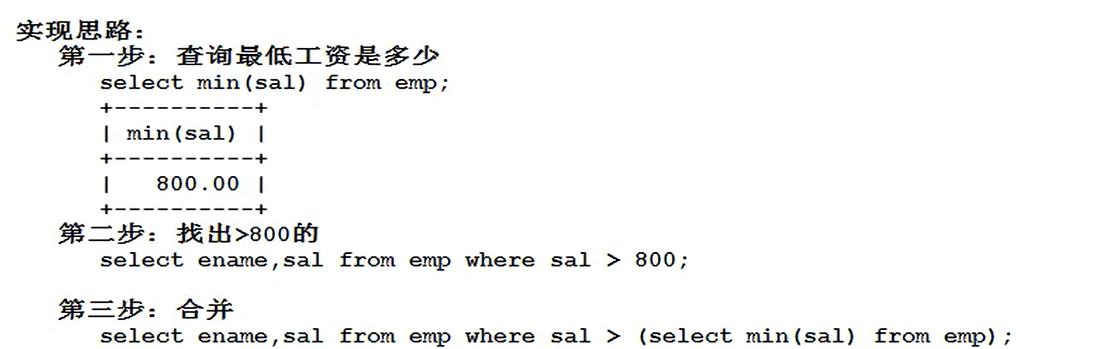 实现思路：
第一步：查询最低工资是多少
select min(sal) from emp;
+----------+
| min(sal) |
+----------+
|   800.00 |
+----------+
第二步：找出>800的
select ename,sal from emp where sal > 800;
第三步：合并
select ename,sal from emp where sal > (select min(sal) from emp);